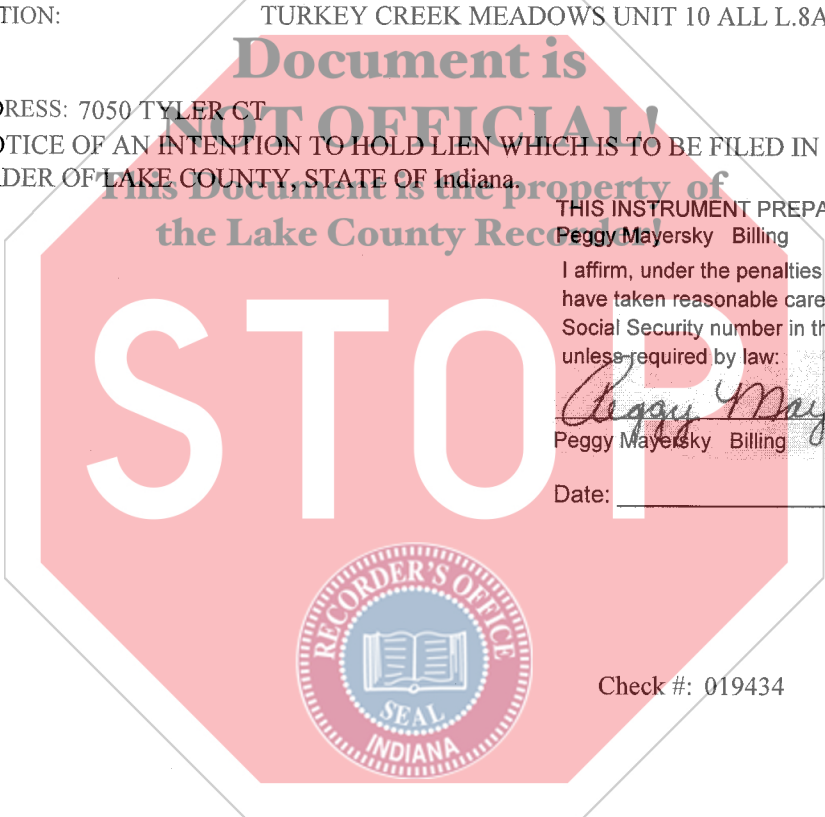 TION: TURKEY CREEK MEADOWS UNIT 10 ALL L.8A
Document is
DRESS: 7050 TYLER CT
NOT OFFICIAL!
OTICE OF AN INTENTION TO HOLD LIEN WHICH IS TO BE FILED IN
DER OF LAKE COUNTY, STATE OF Indiana.
This Document is the property of
THIS INSTRUMENT PREPA
the Lake County Recorder!
Peggy Mayersky Billing
I affirm, under the penalties
have taken reasonable care
Social Security number in th
unless required by law:
STOP
Peggy May
Peggy Mayersky Billing
Date:
RECORDER'S OFFICE
SEAL
INDIANA
Check #: 019434